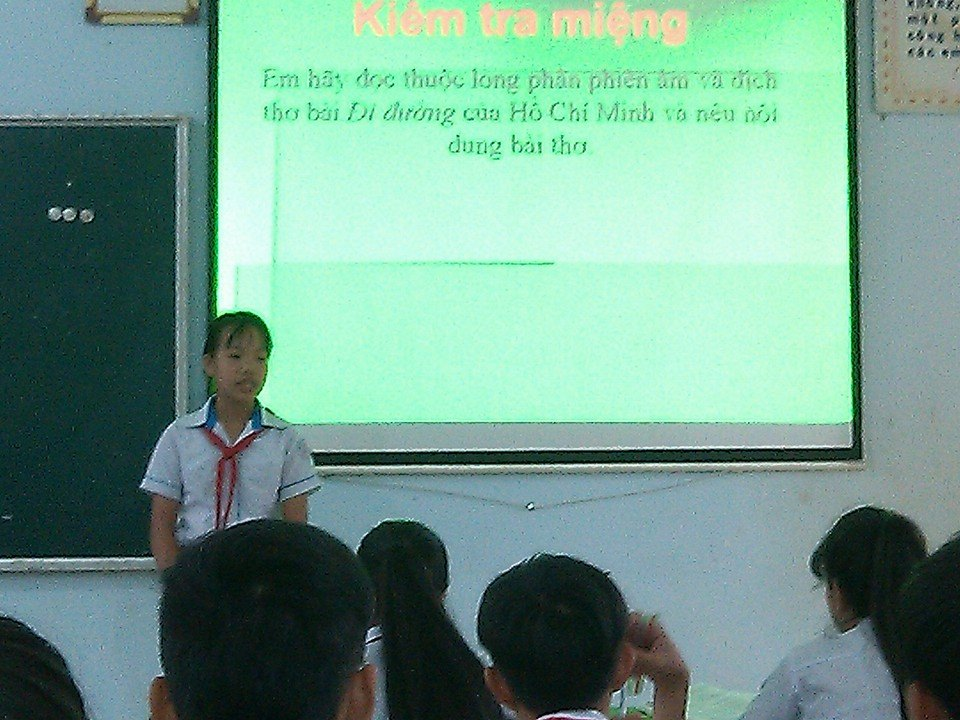 Kiểm tra miệng
Em hãy đọc thuộc lòng phần phiên âm và dịch
thơ bài Đi đường của Hồ Chí Minh và nêu nội
dung bài thơ.